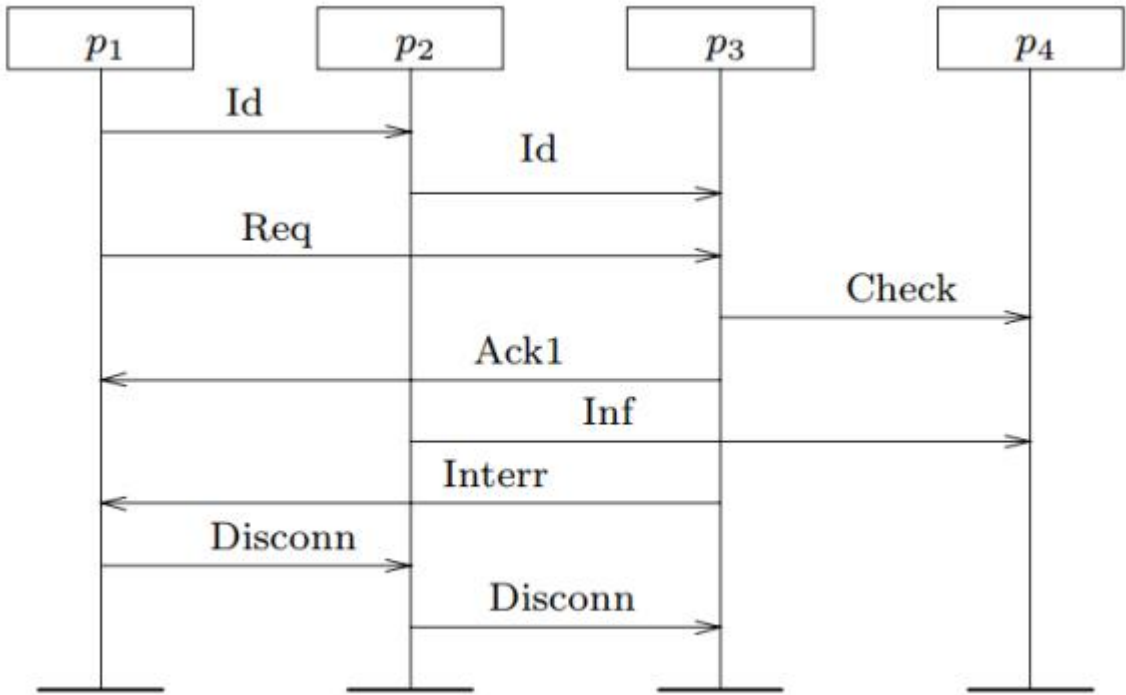 p1 p2 p3 p4
Id
Id
Req
Check
Ack1
Inf
Interr
Disconn
Disconn